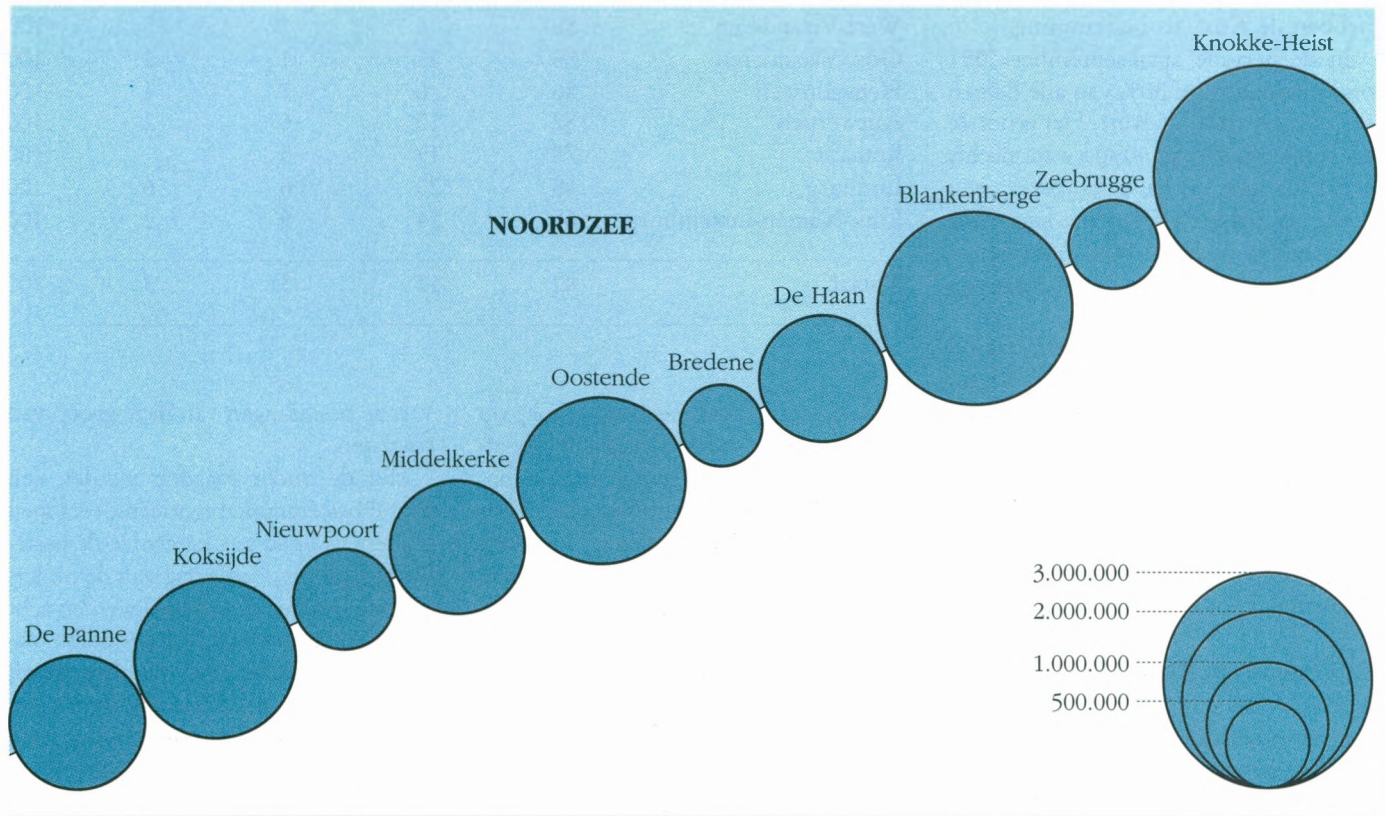 Knokke-Heist
Zeebrugge
Blankenberge
NOORDZEE
De Haan
Bredene
Oostende
Middelkerke
Nieuwpoort
Koksijde
De Panne
3.000.000
2.000.000
1.000.000
500.000